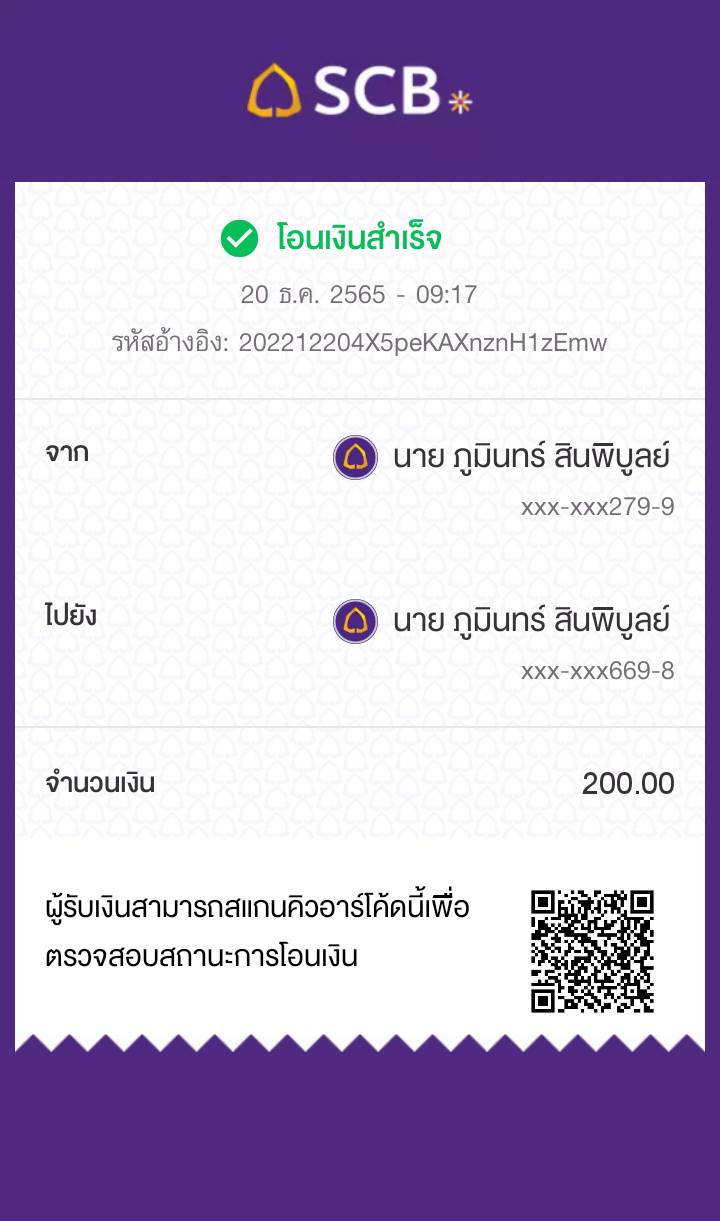 SCB
โอนเงินสำเร็จ
20 ธ.ค. 2565 - 09:17
รหัสอ้างอิง: 202212204X5peKAXnznH1zEmw
จาก
นาย ภูมินทร์ สินพิบูลย์
xxx-xxx279-9
ไปยัง
นาย ภูมินทร์ สินพิบูลย์
xxx-xxx669-8
จำนวนเงิน 200.00
ผู้รับเงินสามารถสแกนคิวอาร์โค้ดนี้เพื่อ
ตรวจสอบสถานะการโอนเงิน